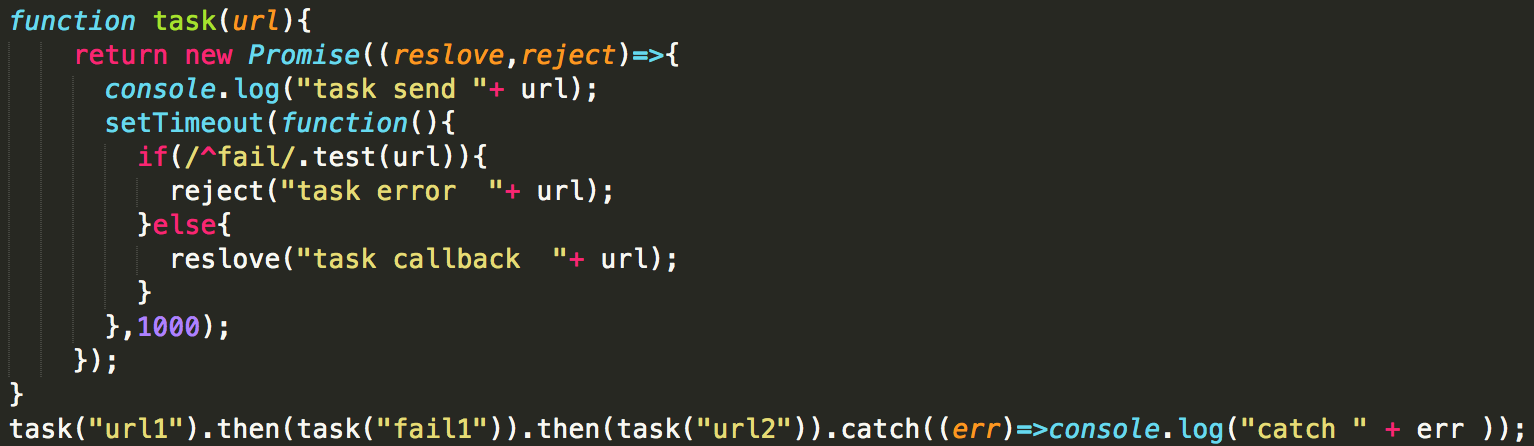 function task(url){
    return new Promise((reslove,reject)=>{
      console.log("task send "+ url);
      setTimeout(function(){
        if(/^fail/.test(url)){
          reject("task error  "+ url);
        }else{
          reslove("task callback  "+ url);
        }
      },1000);
    });
}
task("url1").then(task("fail1")).then(task("url2")).catch((err)=>console.log("catch " + err ));